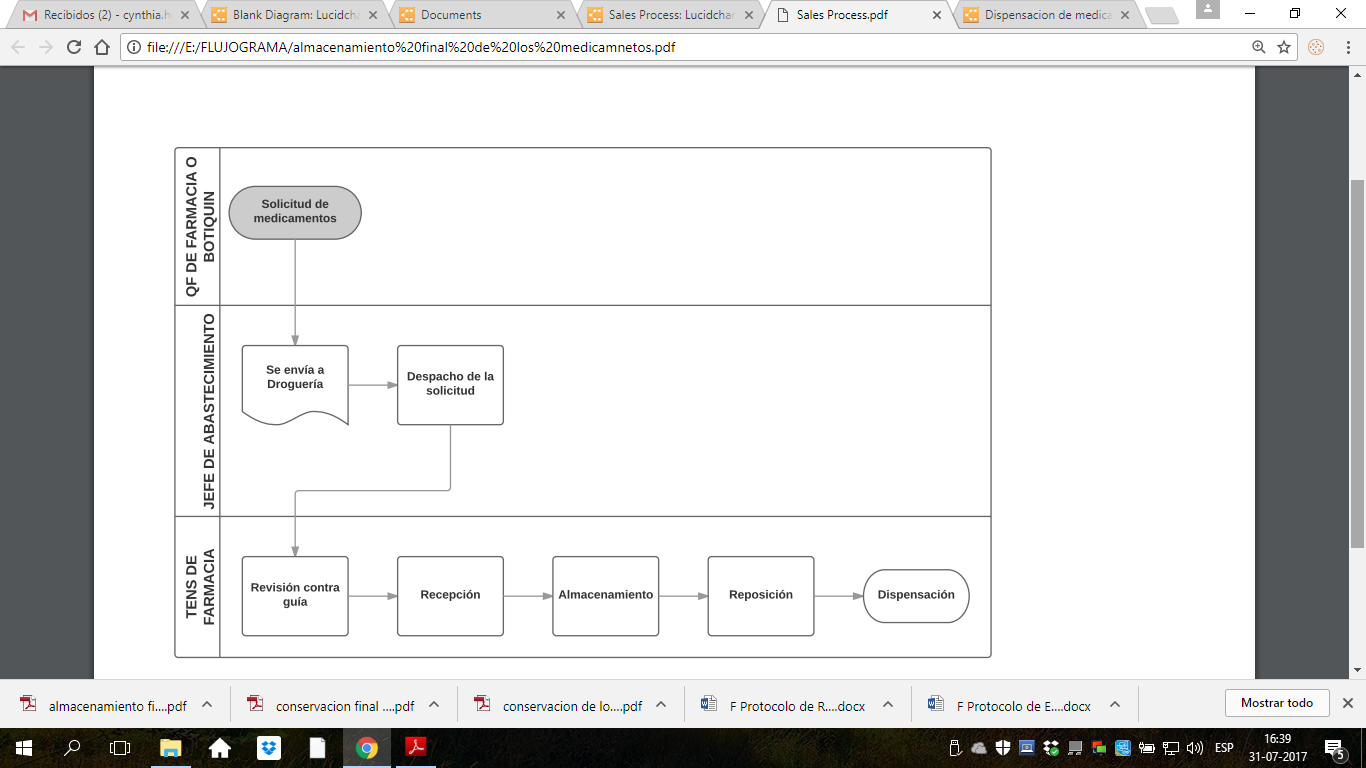 Recibidos (2) - cynthia.h
Blank Diagram: Lucidcha
Documents
Sales Process: Lucidchar
Sales Process.pdf
Dispensacion de medica
file:///E:/FLUJOGRAMA/almacenamiento%20final%20de%20los%20medicamnetos.pdf
QF DE FARMACIA O
BOTIQUIN
Solicitud de
medicamentos
JEFE DE ABASTECIMIENTO
Se envía a
Droguería
Despacho de la
solicitud
TENS DE
FARMACIA
Revisión contra
guía
Recepción
Almacenamiento
Reposición
Dispensación
almacenamiento fi....pdf
conservacion final ....pdf
conservacion de lo....pdf
F Protocolo de R....docx
F Protocolo de E....docx
Mostrar todo
ESP
16:39
31-07-2017
5